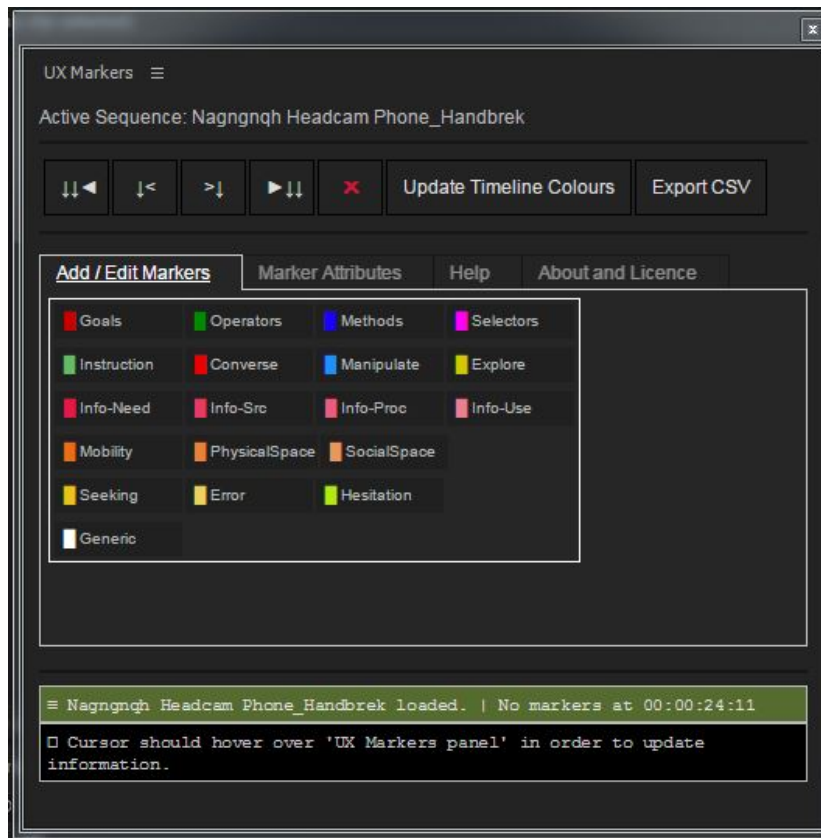 UX Markers ≡
Active Sequence: Nagngnqh Headcam Phone_Handbrek
↓↓◄ ↓< >↓ ►↓↓ × Update Timeline Colours Export CSV
Add / Edit Markers Marker Attributes Help About and Licence
Goals Operators Methods Selectors
Instruction Converse Manipulate Explore
Info-Need Info-Src Info-Proc Info-Use
Mobility PhysicalSpace SocialSpace
Seeking Error Hesitation
Generic
≡ Nagngnqh Headcam Phone_Handbrek loaded. | No markers at 00:00:24:11
□ Cursor should hover over 'UX Markers panel' in order to update
information.